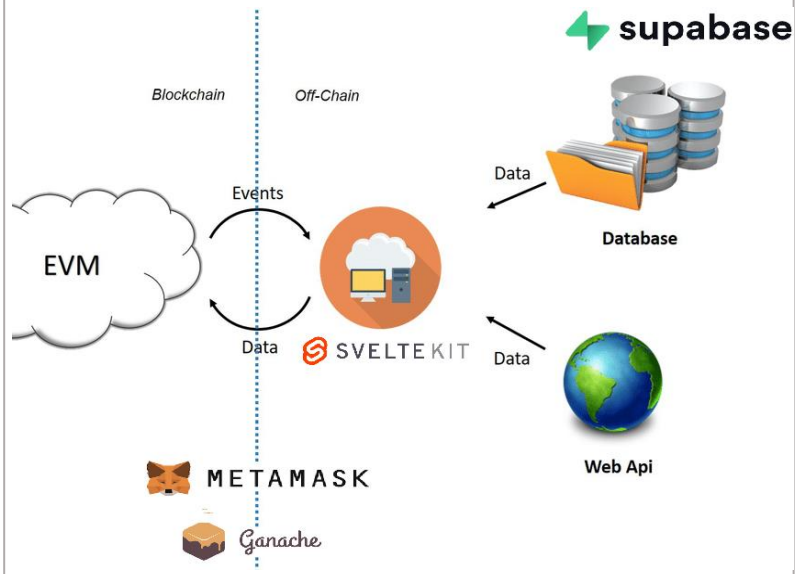 supabase
Blockchain
Off-Chain
Events
Data
Database
EVM
Data
SVELTEKIT
Data
Web Api
METAMASK
Ganache